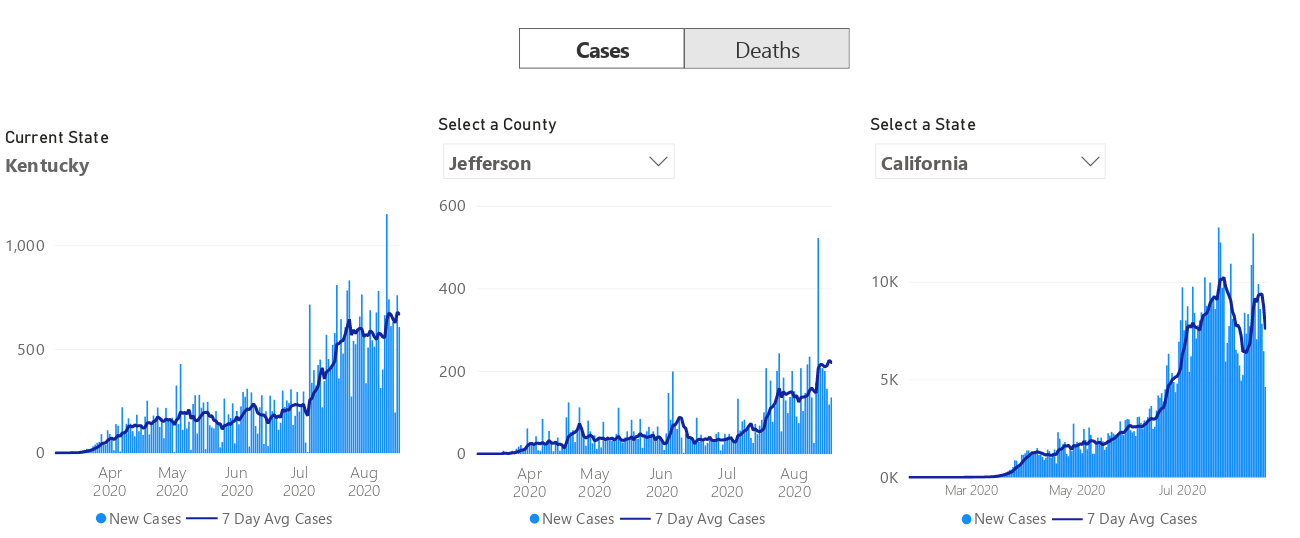 Cases Deaths
Current State
Kentucky
1,000
500
0
Apr 2020
May 2020
Jun 2020
Jul 2020
Aug 2020
New Cases 7 Day Avg Cases
Select a County
Jefferson
600
400
200
0
Apr 2020
May 2020
Jun 2020
Jul 2020
Aug 2020
New Cases 7 Day Avg Cases
Select a State
California
10K
5K
0K
Mar 2020 May 2020 Jul 2020
New Cases 7 Day Avg Cases